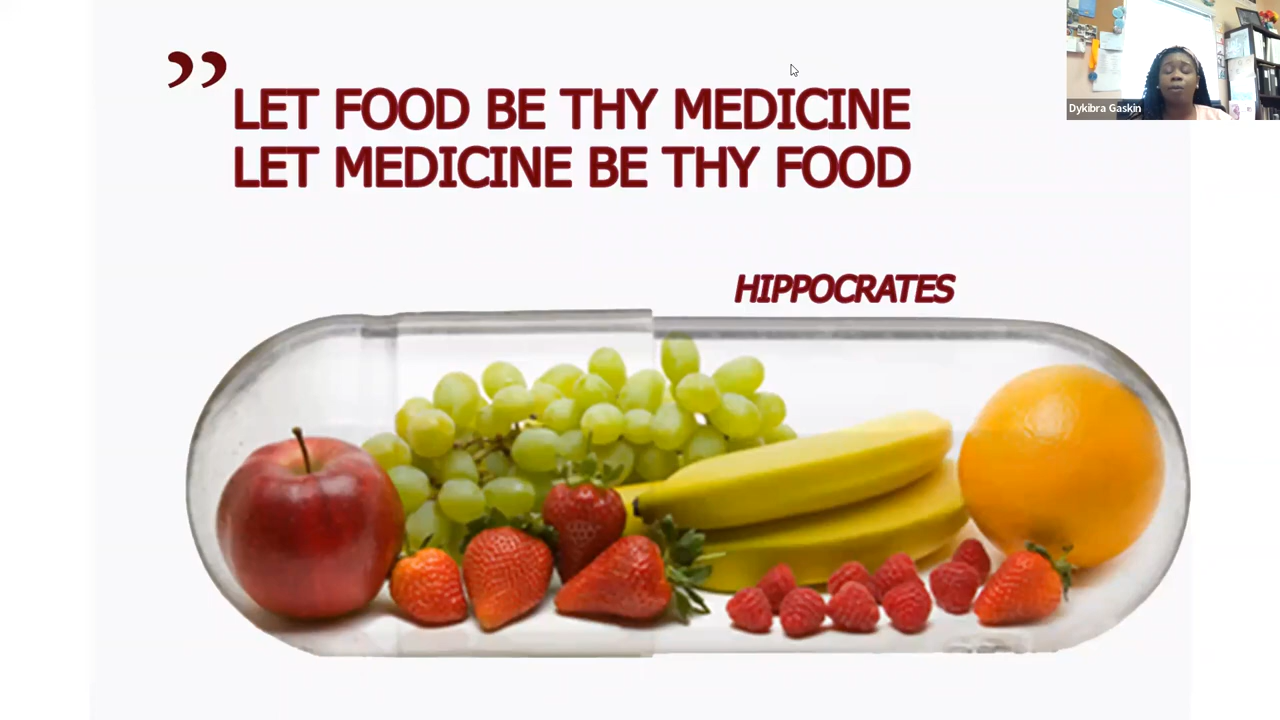 ”
LET FOOD BE THY MEDICINE
LET MEDICINE BE THY FOOD
HIPPOCRATES
Dykibra Gaskin